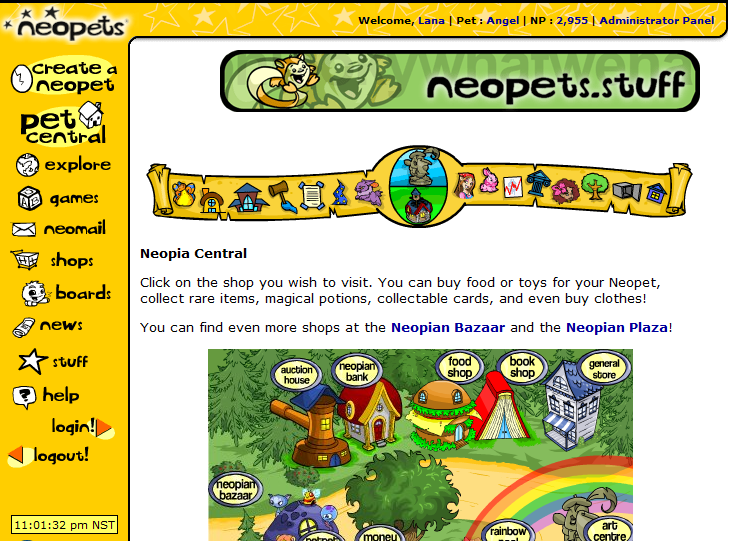 neopets
Welcome, Lana | Pet : Angel | NP : 2,955 | Administrator Panel
create a
neopet
pet
central
explore
games
neomail
shops
boards
news
stuff
help
login!
logout!
11:01:32 pm NST
neopets.stuff
Neopia Central
Click on the shop you wish to visit. You can buy food or toys for your Neopet,
collect rare items, magical potions, collectable cards, and even buy clothes!
You can find even more shops at the Neopian Bazaar and the Neopian Plaza!
auction
house
neopian
bank
food
shop
book
shop
general
store
neopian
bazaar
money
rainbow
art
centre